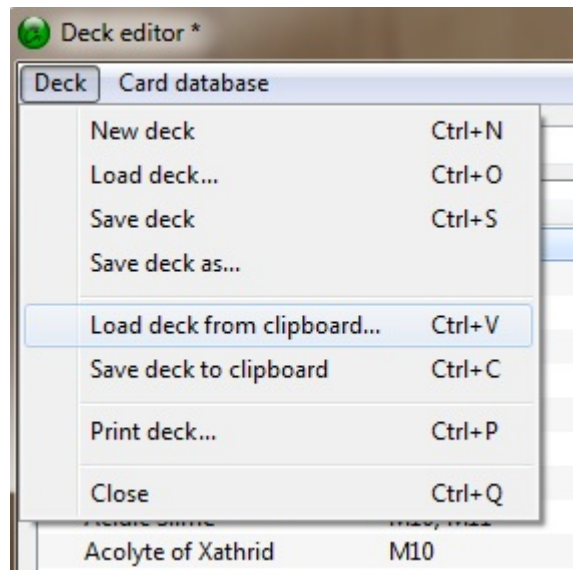 Deck editor *
Deck Card database
New deck Ctrl+N
Load deck... Ctrl+O
Save deck Ctrl+S
Save deck as...
Load deck from clipboard... Ctrl+V
Save deck to clipboard Ctrl+C
Print deck... Ctrl+P
Close Ctrl+Q
Acidic Slime M10, M11
Acolyte of Xathrid M10